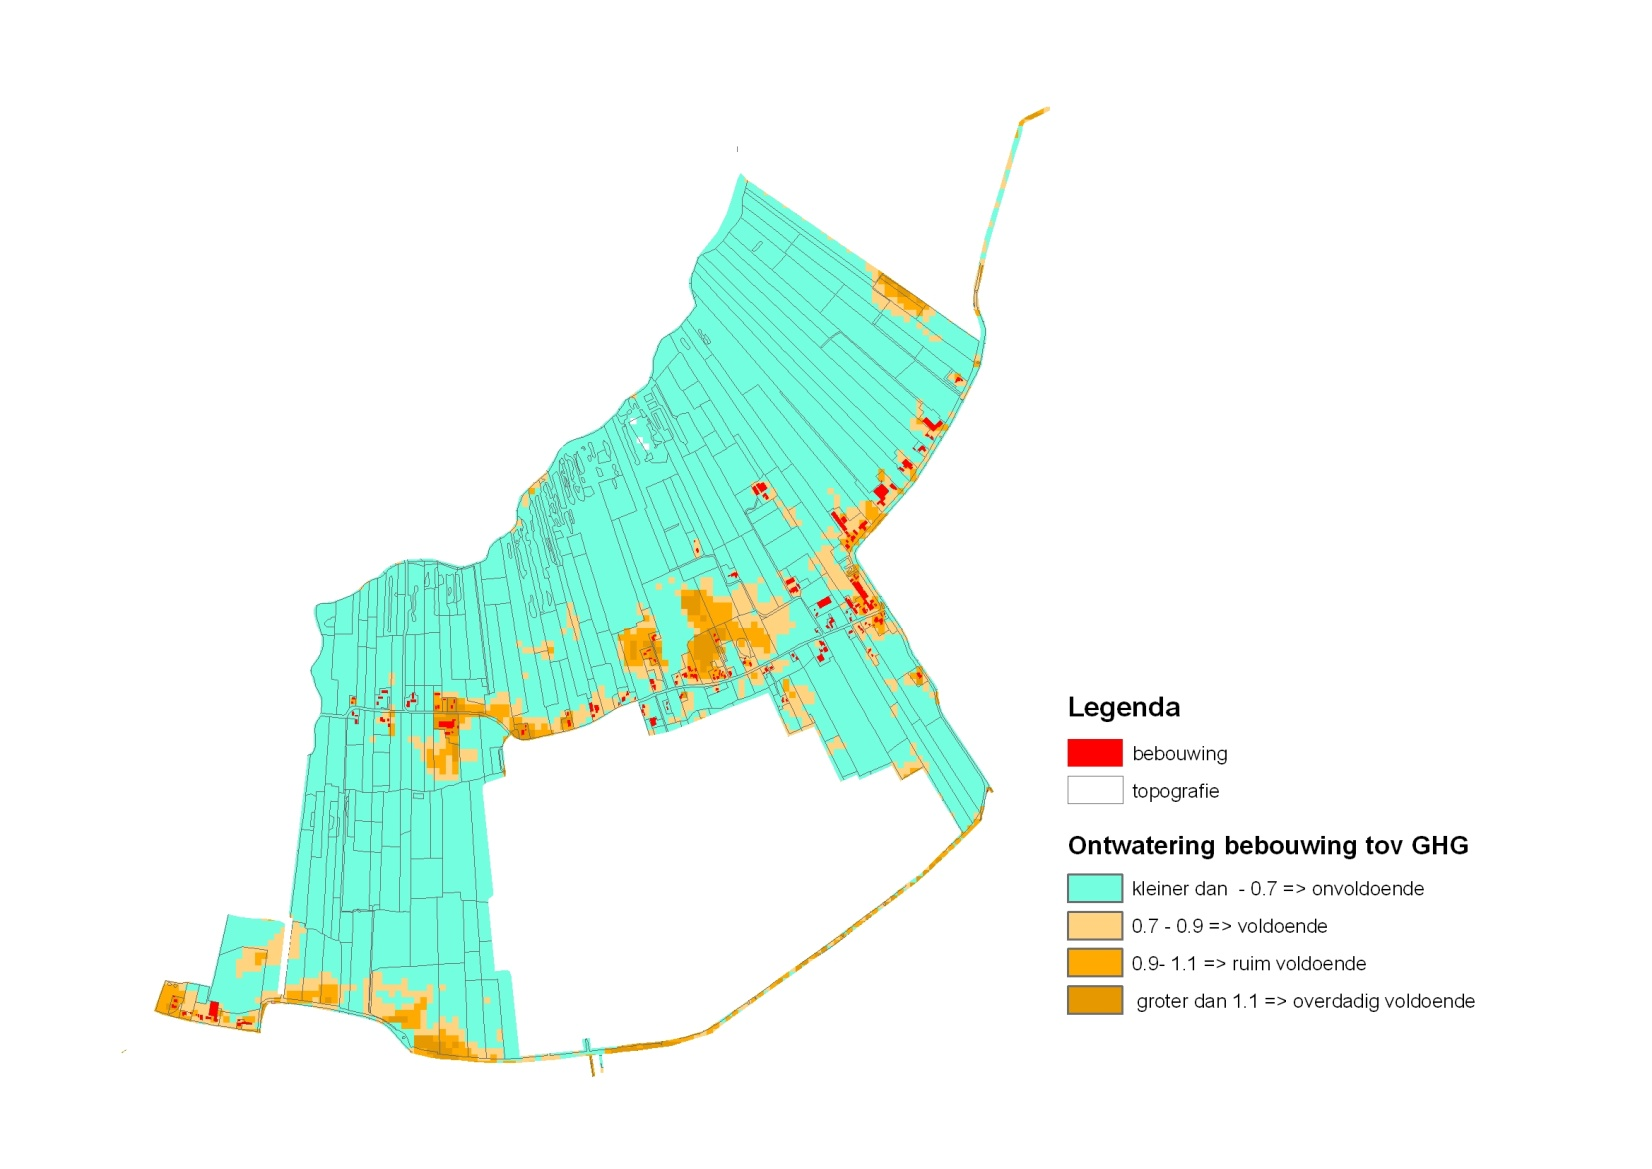 Legenda
bebouwing
topografie
Ontwatering bebouwing tov GHG
kleiner dan - 0.7 => onvoldoende
0.7 - 0.9 => voldoende
0.9- 1.1 => ruim voldoende
groter dan 1.1 => overdadig voldoende